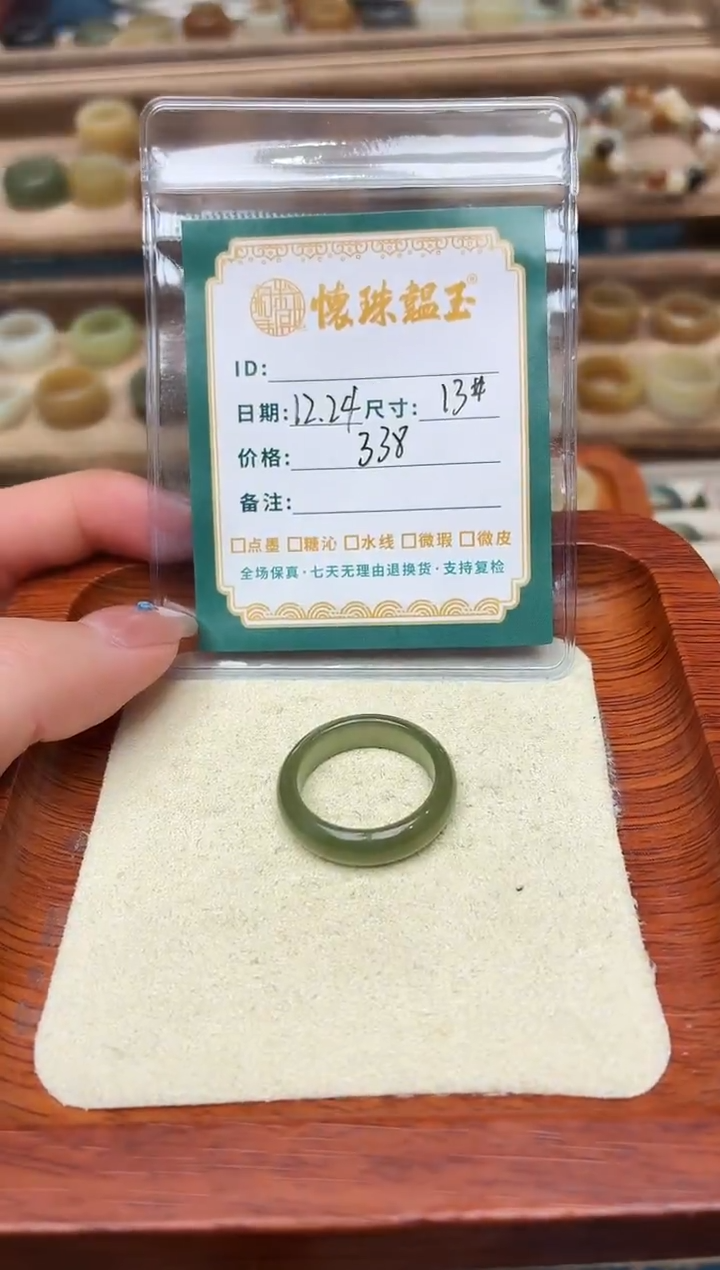 懷珠韞玉®
ID:
日期:12.24 尺寸:13#
价格:338
备注:
□点墨 □糖沁 □水线 □微瑕 □微皮
全场保真·七天无理由退换货·支持复检